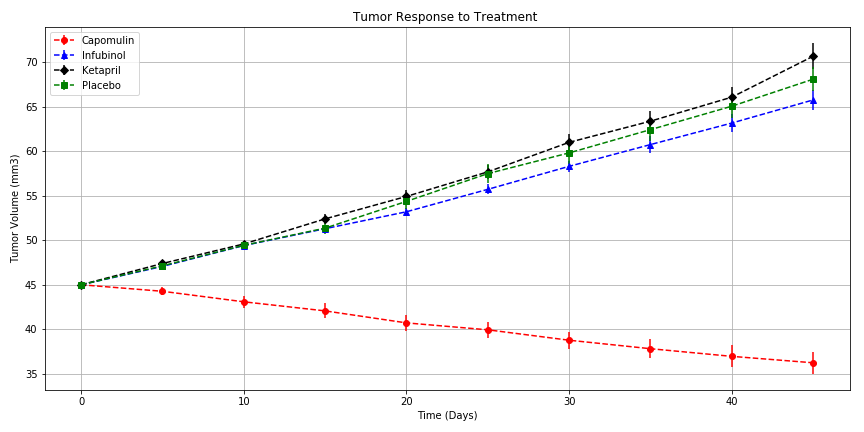 Tumor Response to Treatment
Capomulin
Infubinol
Ketapril
Placebo
Tumor Volume (mm3)
70
65
60
55
50
45
40
35
0 10 20 30 40
Time (Days)